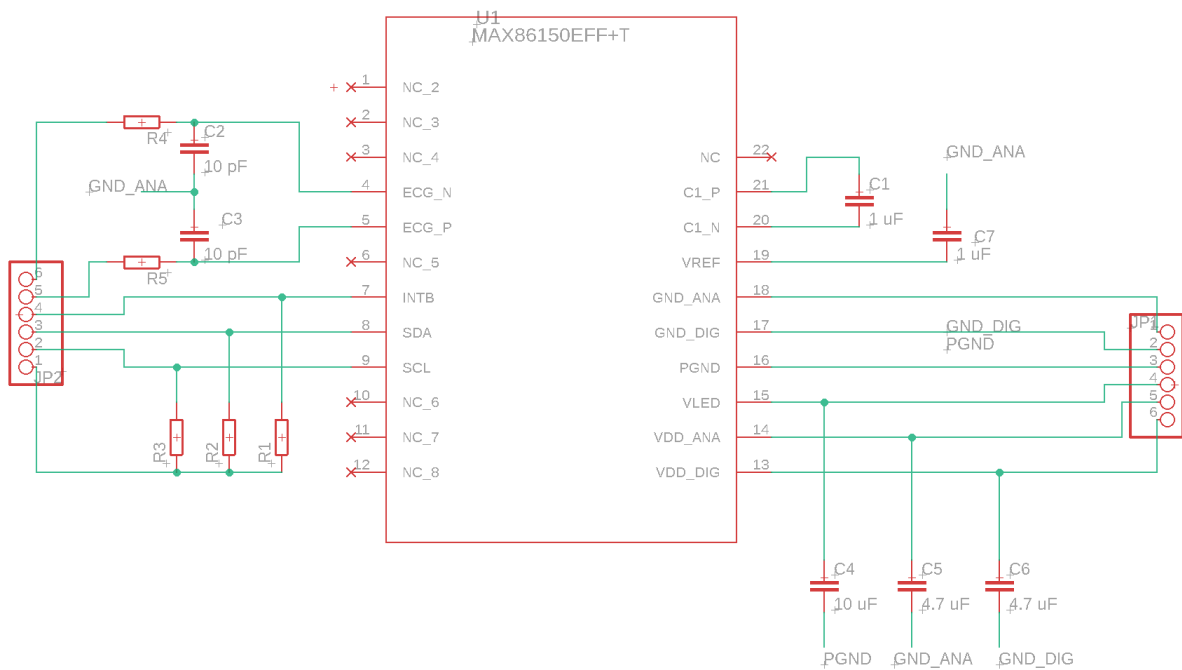 U1
MAX86150EFF+T
1 NC_2
2 NC_3
3 NC_4
4 ECG_N
5 ECG_P
6 NC_5
7 INTB
8 SDA
9 SCL
10 NC_6
11 NC_7
12 NC_8
NC 22
C1_P 21
C1_N 20
VREF 19
GND_ANA 18
GND_DIG 17
PGND 16
VLED 15
VDD_ANA 14
VDD_DIG 13
R4
C2
10 pF
GND_ANA
C3
10 pF
R5
6
5
4
3
2
1
JP2
R3
R2
R1
C1
1 uF
GND_ANA
C7
1 uF
GND_DIG
PGND
JP1
1
2
3
4
5
6
C4
10 uF
PGND
C5
4.7 uF
GND_ANA
C6
4.7 uF
GND_DIG